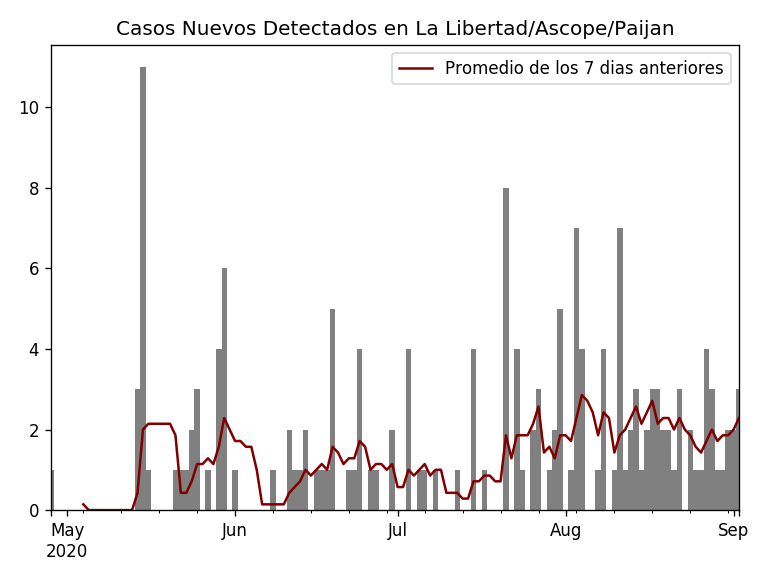 Casos Nuevos Detectados en La Libertad/Ascope/Paijan
Promedio de los 7 dias anteriores
10
8
6
4
2
0
May Jun Jul Aug Sep
2020